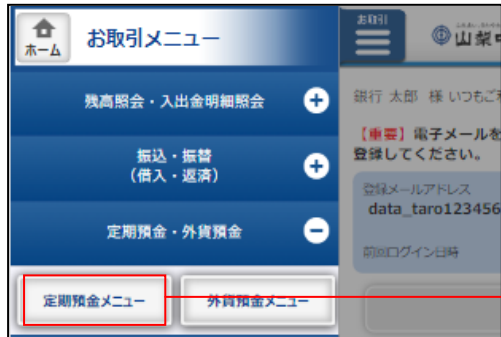 ホーム
お取引メニュー
残高照会・入出金明細照会
振込・振替
(借入・返済)
定期預金・外貨預金
定期預金メニュー
外貨預金メニュー
お取引
山梨
銀行 太郎 様 いつもご
【重要】電子メールを
登録してください。
登録メールアドレス
data_taro123456
前回ログイン日時